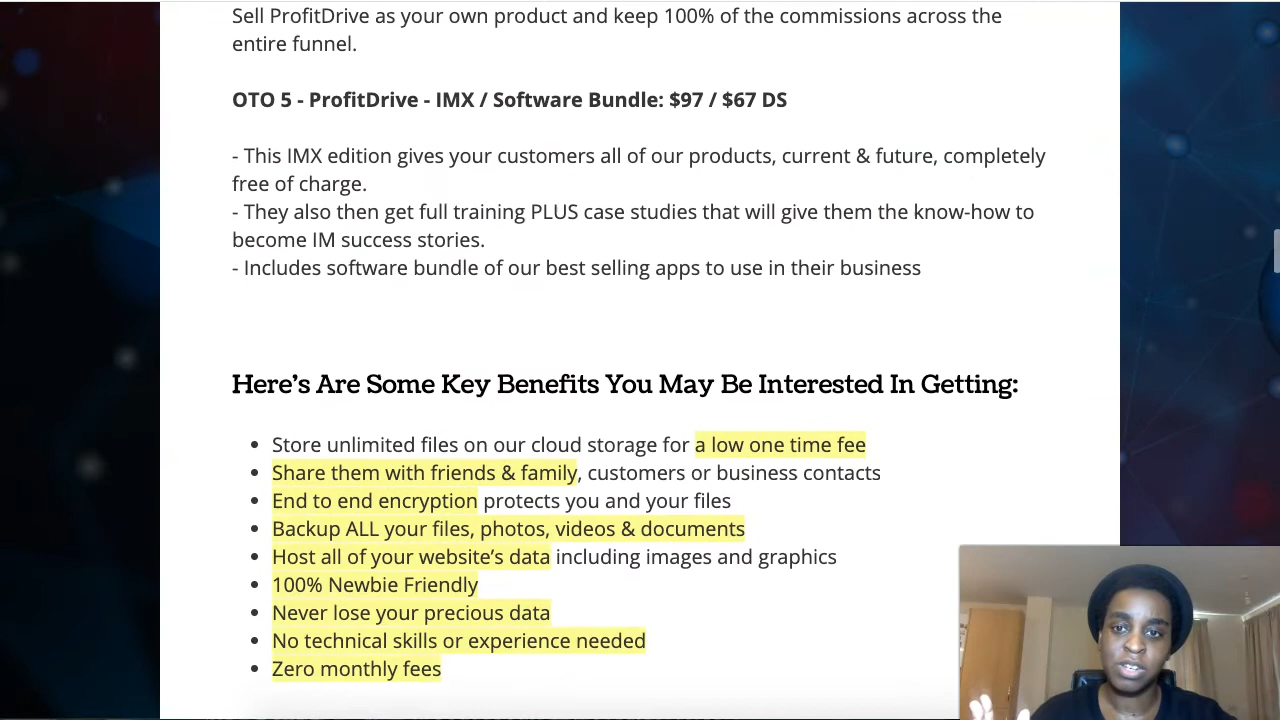 Sell ProfitDrive as your own product and keep 100% of the commissions across the
entire funnel.
OTO 5 - ProfitDrive - IMX / Software Bundle: $97 / $67 DS
- This IMX edition gives your customers all of our products, current & future, completely
free of charge.
- They also then get full training PLUS case studies that will give them the know-how to
become IM success stories.
- Includes software bundle of our best selling apps to use in their business
Here's Are Some Key Benefits You May Be Interested In Getting:
• Store unlimited files on our cloud storage for a low one time fee
• Share them with friends & family, customers or business contacts
• End to end encryption protects you and your files
• Backup ALL your files, photos, videos & documents
• Host all of your website's data including images and graphics
• 100% Newbie Friendly
• Never lose your precious data
• No technical skills or experience needed
• Zero monthly fees